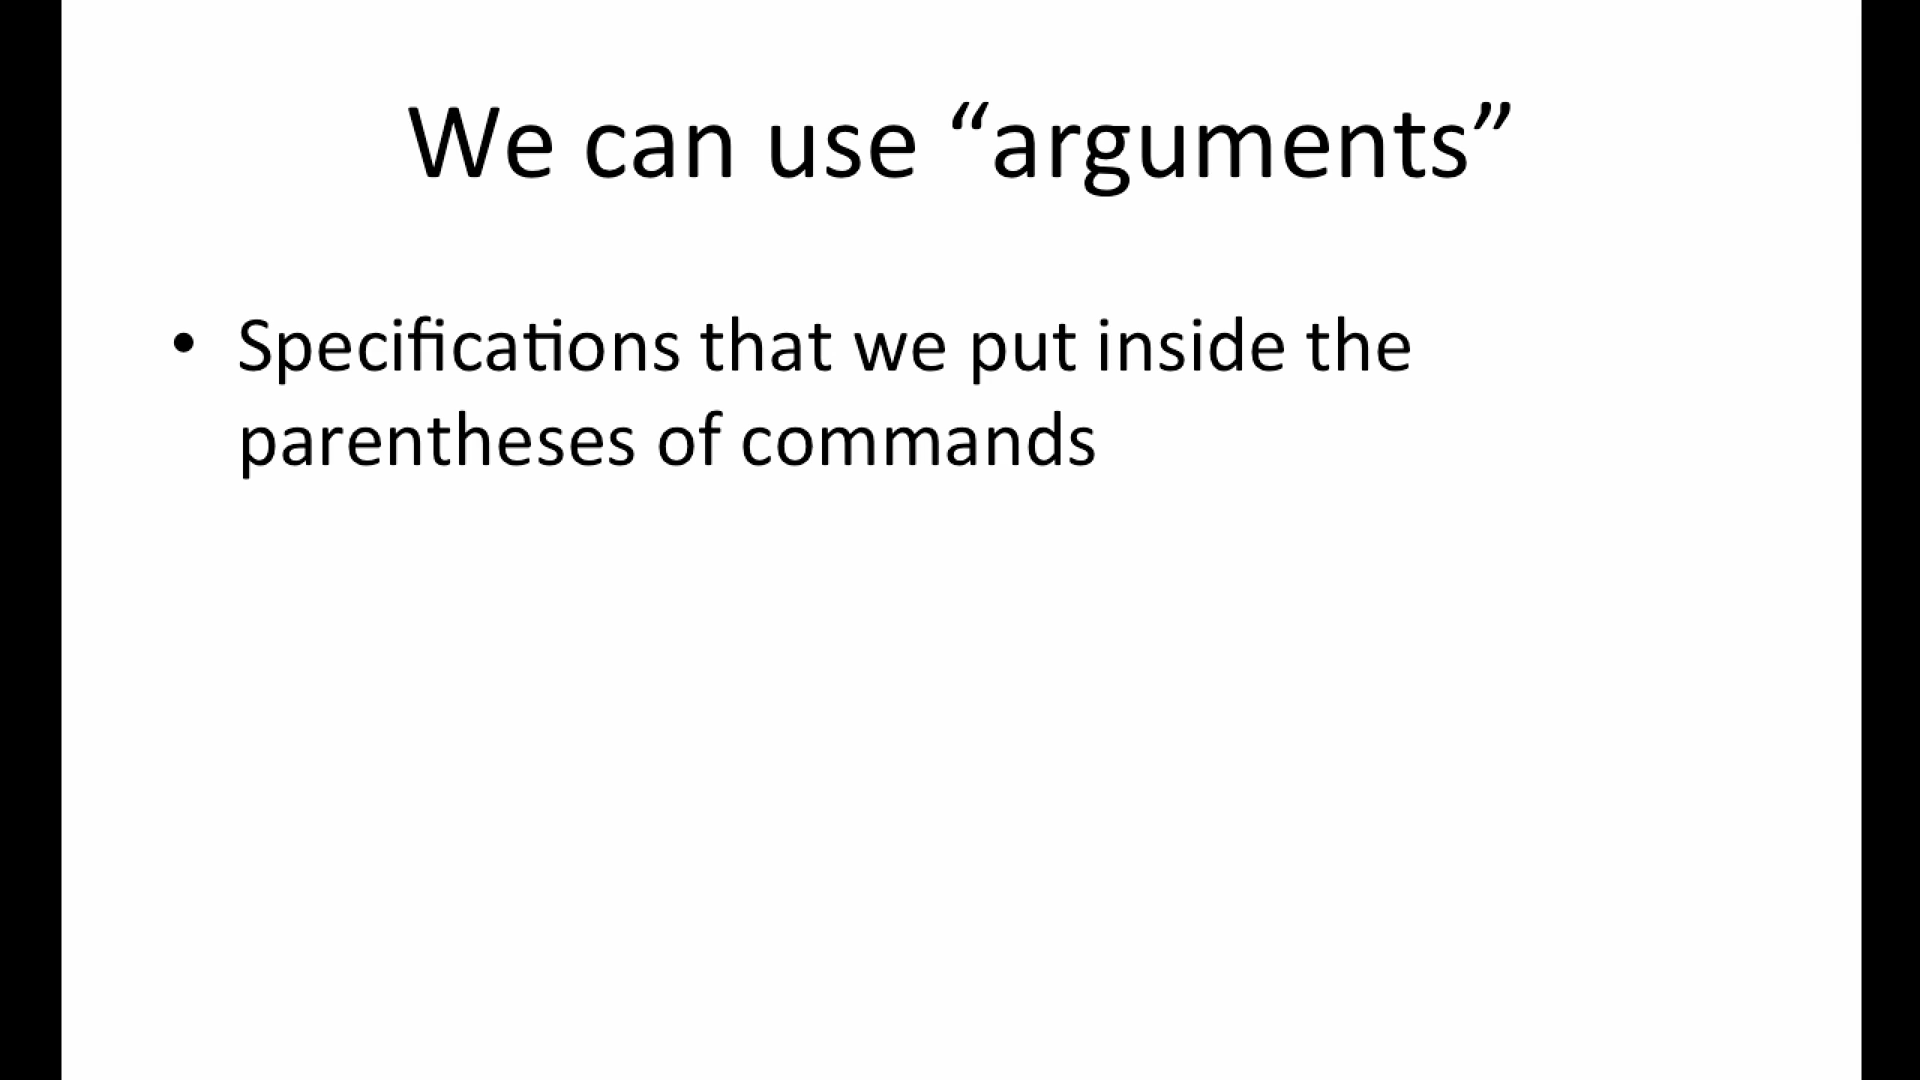 We can use “arguments”
• Specifications that we put inside the
parentheses of commands